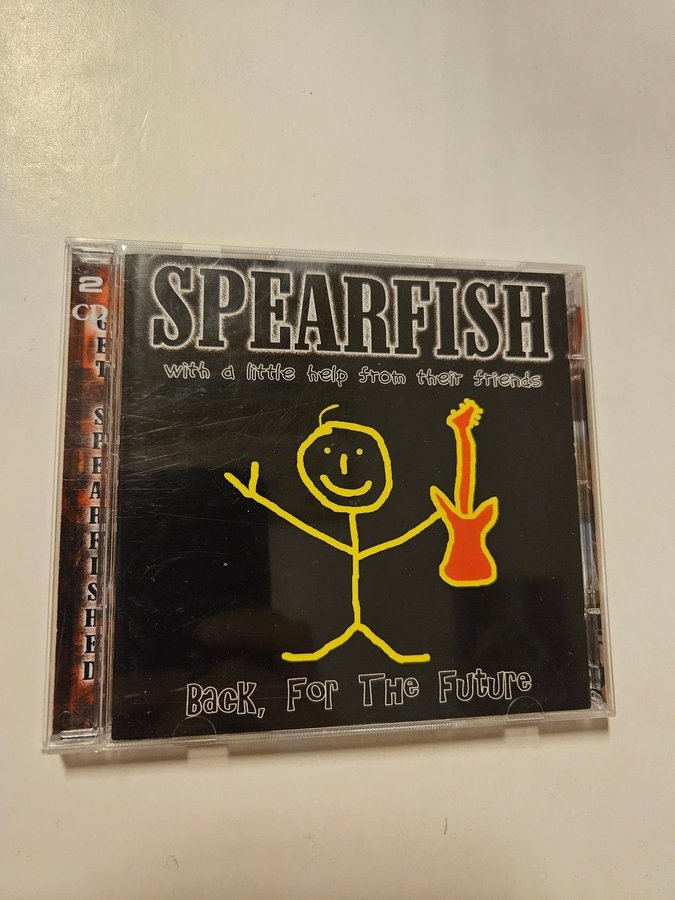 SPEARFISH
with a little help from their friends
Back, For The Future
2
CD
GET SPEARFISHED